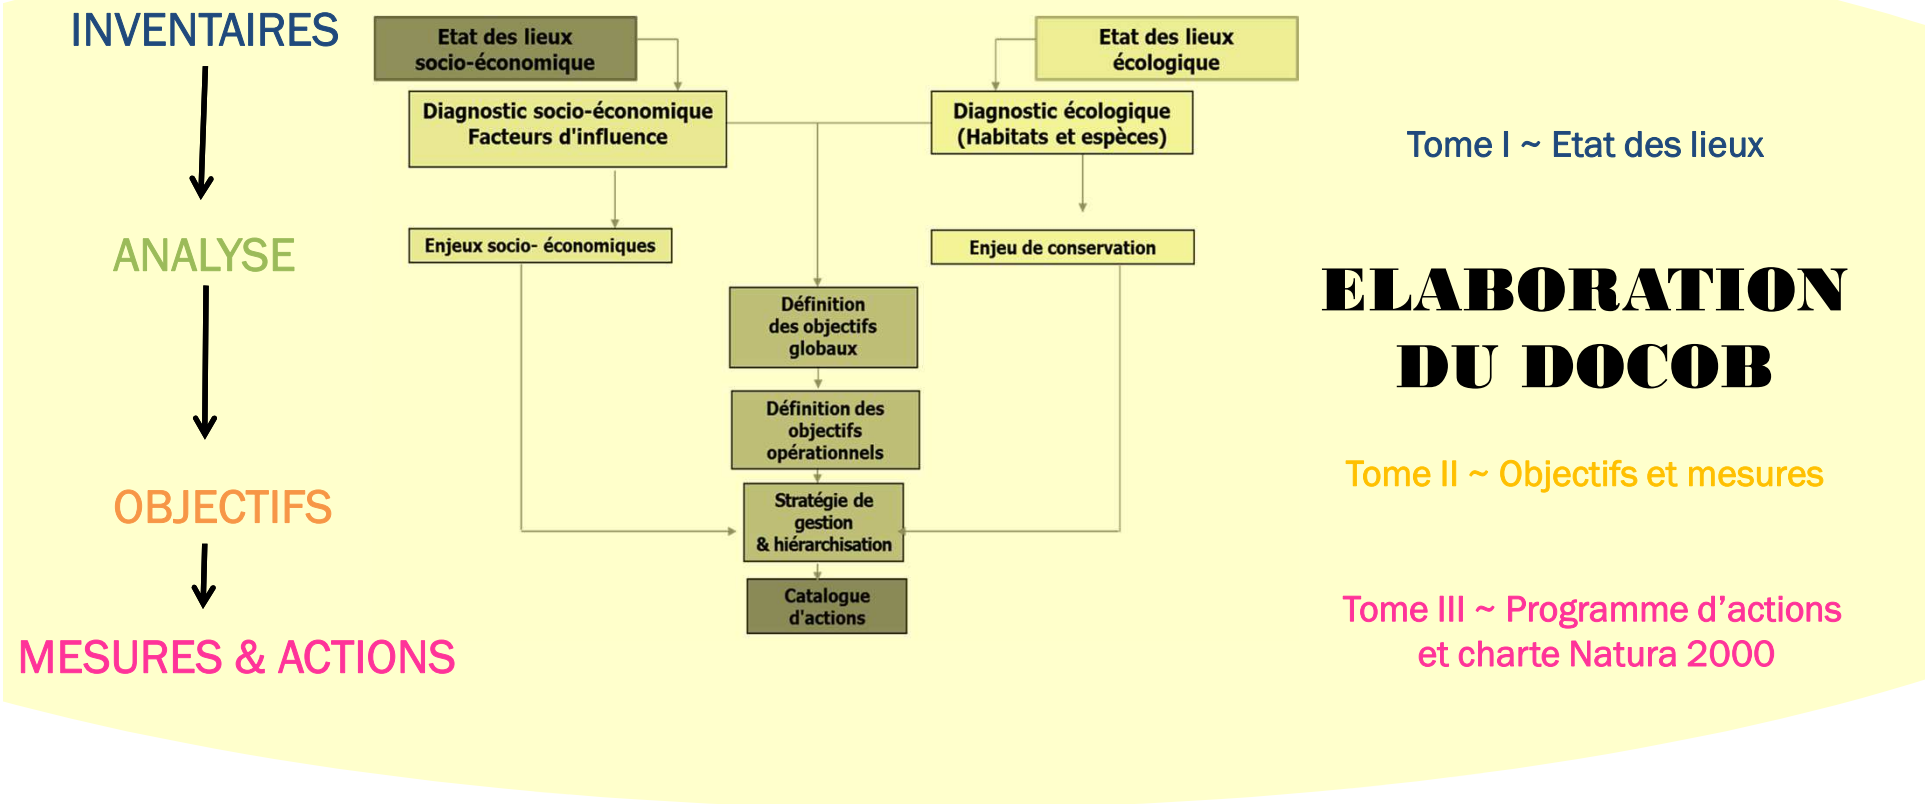 INVENTAIRES
ANALYSE
OBJECTIFS
MESURES & ACTIONS
Etat des lieux
socio-économique
Etat des lieux
écologique
Diagnostic socio-économique
Facteurs d'influence
Diagnostic écologique
(Habitats et espèces)
Enjeux socio- économiques
Enjeu de conservation
Définition
des objectifs
globaux
Définition des
objectifs
opérationnels
Stratégie de
gestion
& hiérarchisation
Catalogue
d'actions
Tome I ~ Etat des lieux
ELABORATION
DU DOCOB
Tome II ~ Objectifs et mesures
Tome III ~ Programme d’actions
et charte Natura 2000